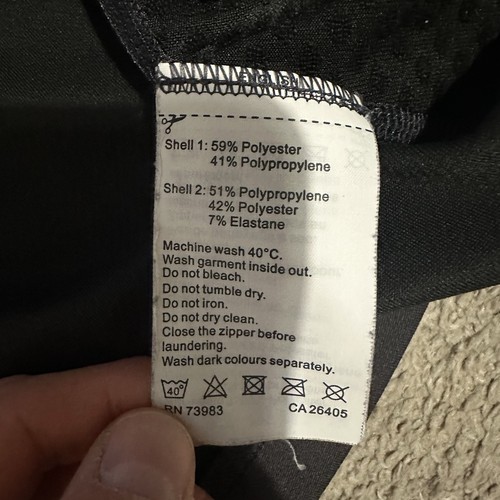 ENGLISH
Shell 1: 59% Polyester
41% Polypropylene
Shell 2: 51% Polypropylene
42% Polyester
7% Elastane
Machine wash 40°C.
Wash garment inside out.
Do not bleach.
Do not tumble dry.
Do not iron.
Do not dry clean.
Close the zipper before
laundering.
Wash dark colours separately.
40°
RN 73983 CA 26405